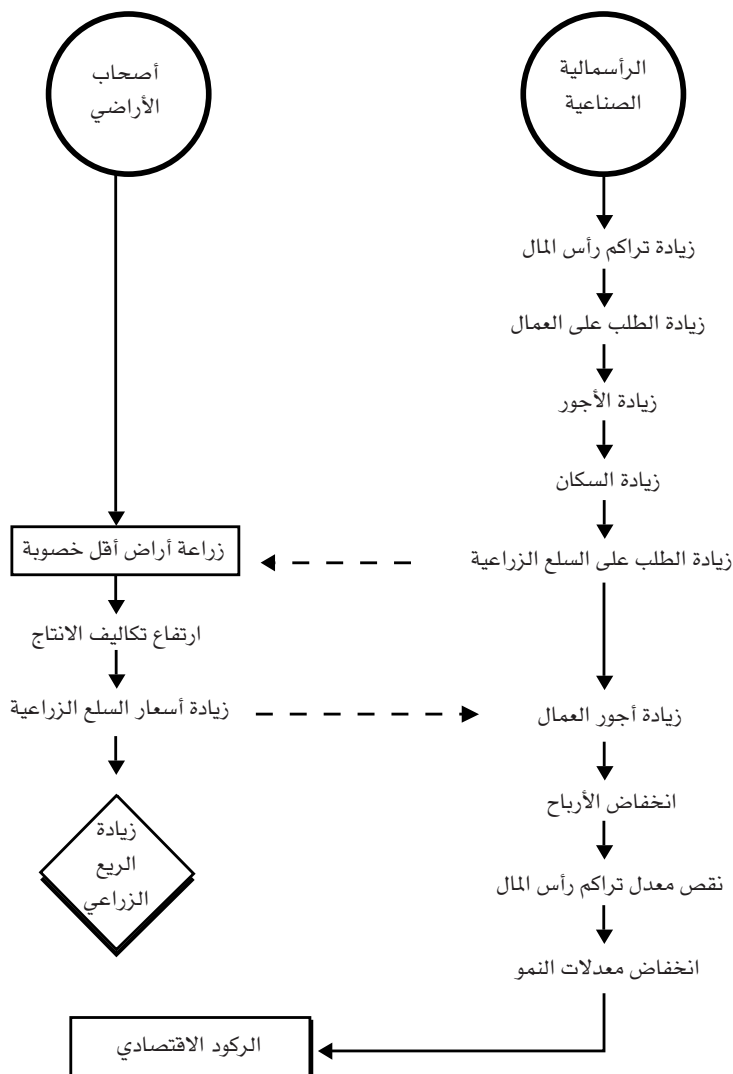 الرأسمالية
الصناعية
زيادة تراكم رأس المال
زيادة الطلب على العمال
زيادة الأجور
زيادة السكان
زيادة الطلب على السلع الزراعية
زيادة أجور العمال
انخفاض الأرباح
نقص معدل تراكم رأس المال
انخفاض معدلات النمو
أصحاب
الأراضي
زراعة أراض أقل خصوبة
ارتفاع تكاليف الانتاج
زيادة أسعار السلع الزراعية
زيادة
الريع
الزراعي
الركود الاقتصادي